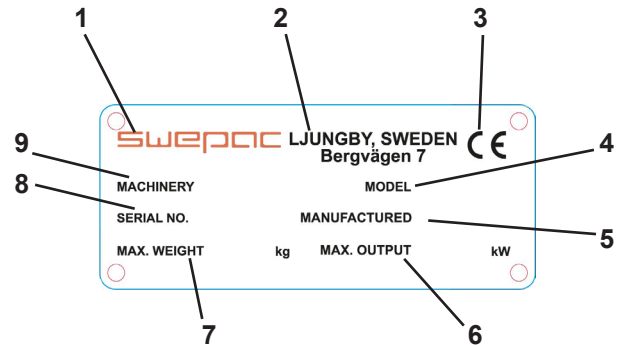 1 2 3
swepac LJUNGBY, SWEDEN CE
Bergvägen 7
9 4
MACHINERY MODEL
8
SERIAL NO. MANUFACTURED
5
MAX. WEIGHT kg MAX. OUTPUT kW
7 6